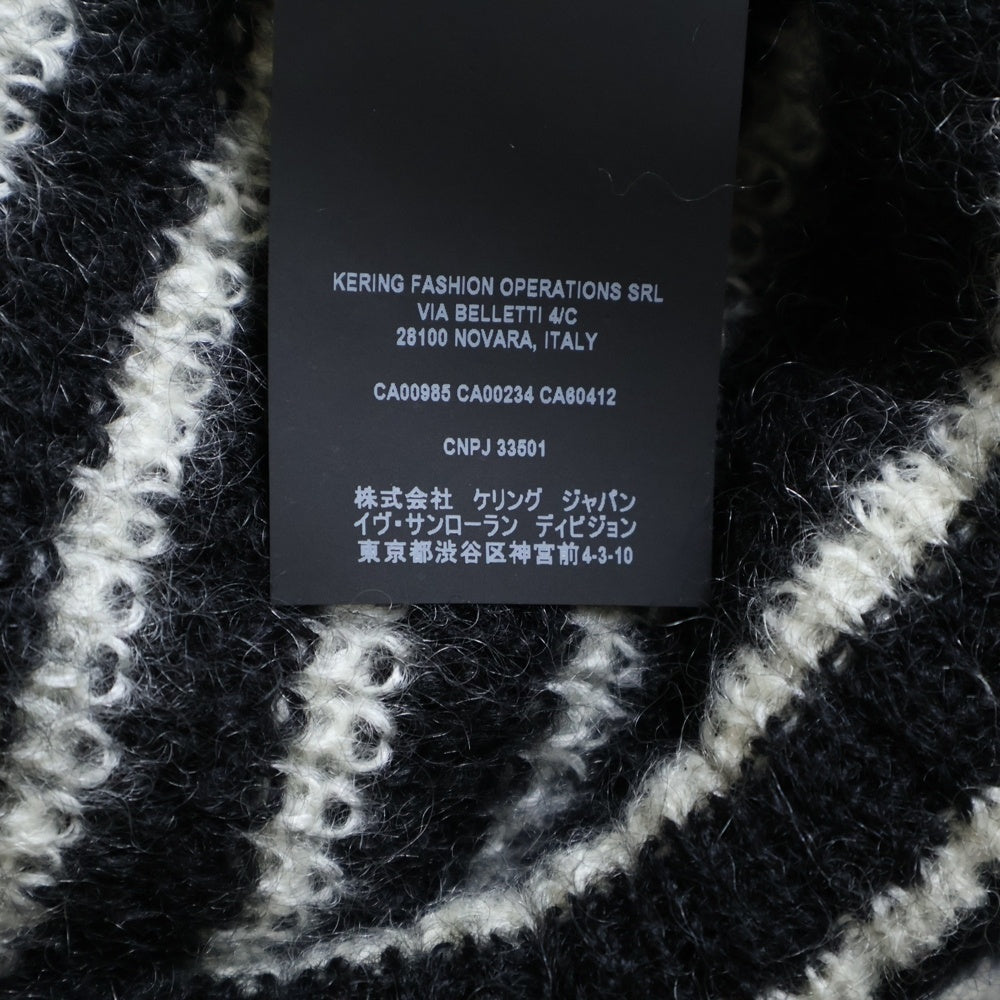 KERING FASHION OPERATIONS SRL
VIA BELLETTI 4/C
28100 NOVARA, ITALY
CA00985 CA00234 CA60412
CNPJ 33501
株式会社 ケリング ジャパン
イヴ・サンローラン ディビジョン
東京都渋谷区神宮前4-3-10